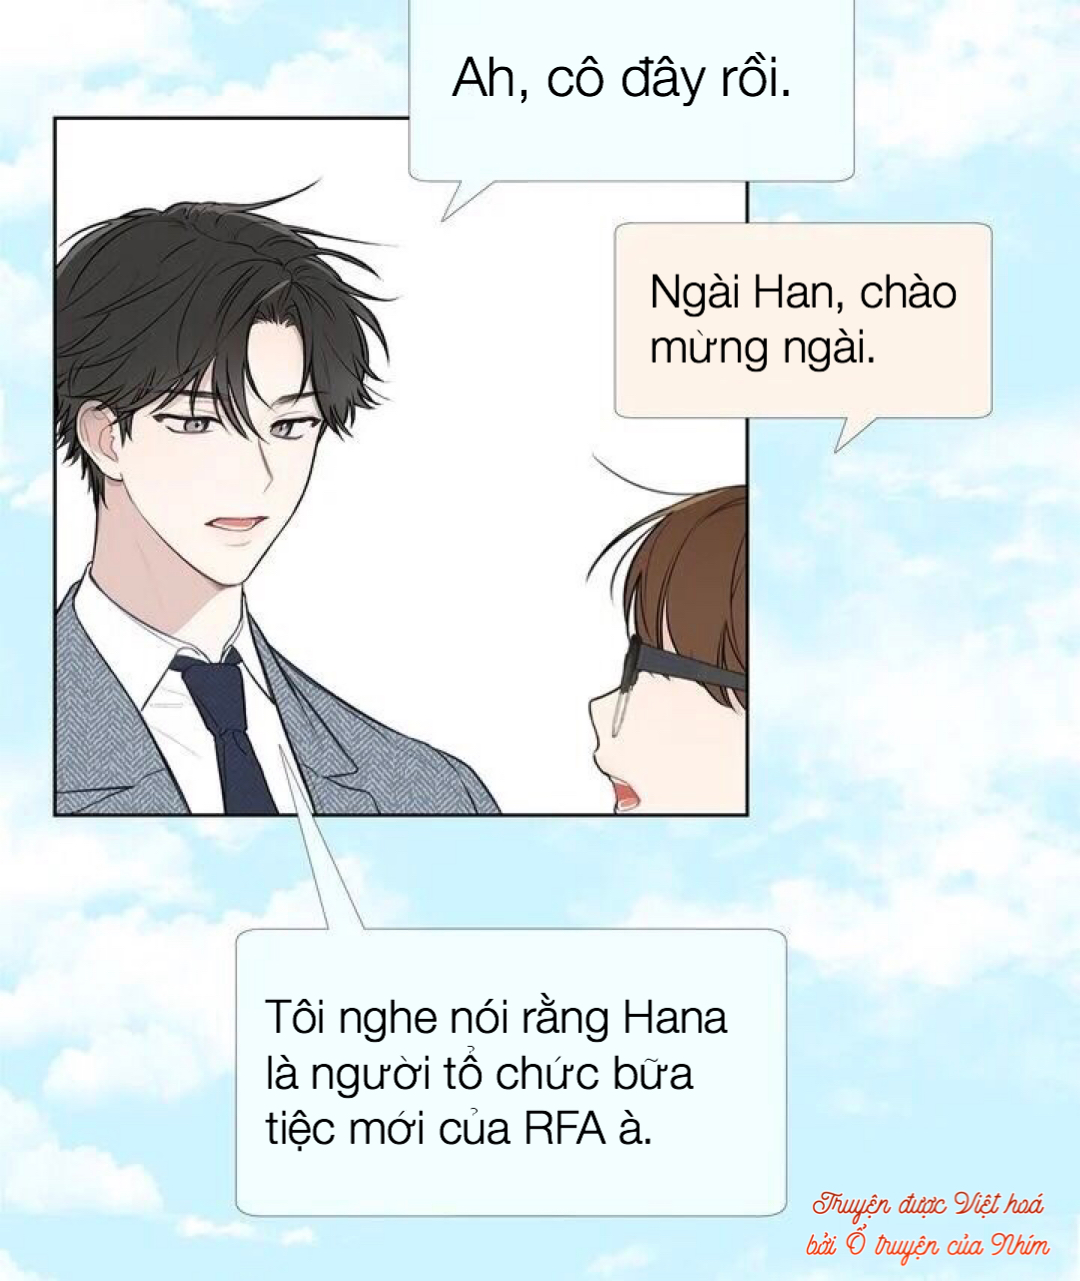 Ah, cô đây rồi.
Ngài Han, chào
mừng ngài.
Tôi nghe nói rằng Hana
là người tổ chức bữa
tiệc mới của RFA à.
Truyện được Việt hoá
bởi Ổ truyện của Nhím